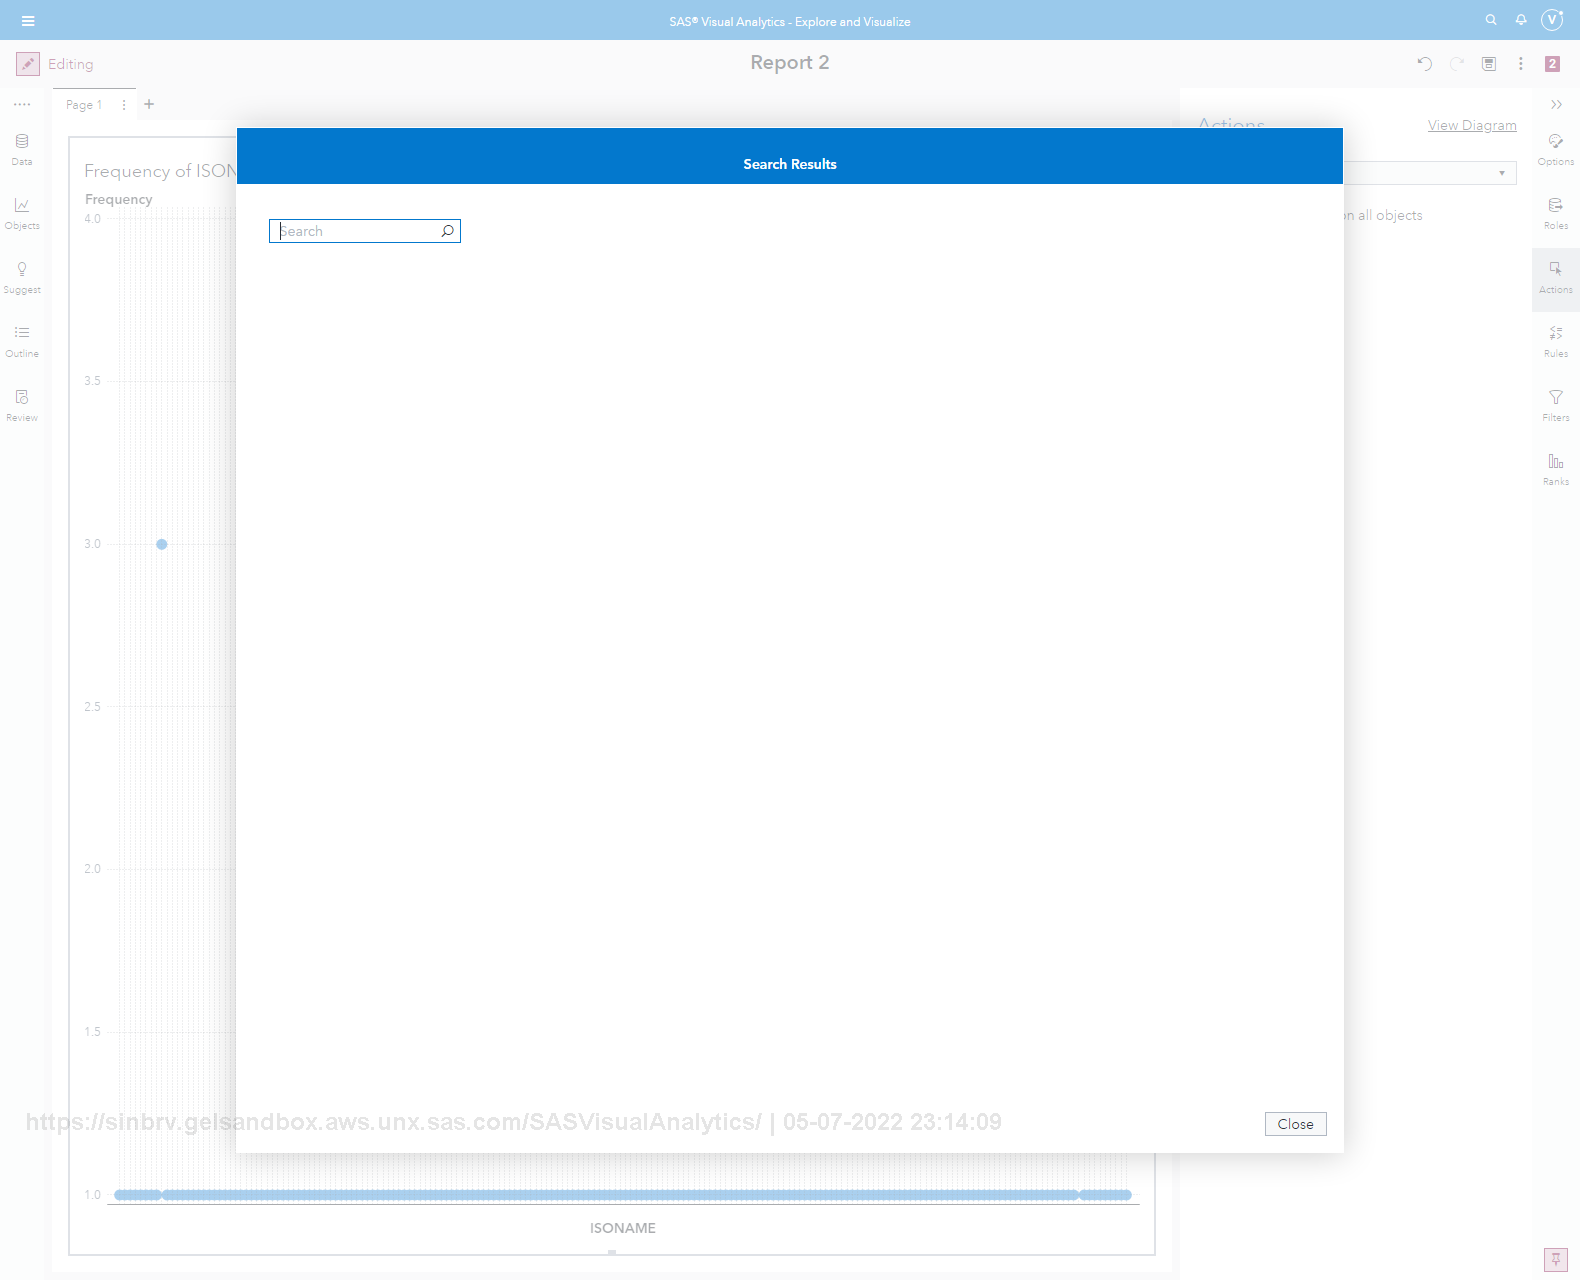 SAS® Visual Analytics - Explore and Visualize
V
Editing
Report 2
2
Page 1
Actions
View Diagram
Data
Objects
Suggest
Outline
Review
Search Results
Search
Frequency of ISON
Frequency
4.0
3.5
3.0
2.5
2.0
1.5
1.0
ISONAME
on all objects
Options
Roles
Actions
Rules
Filters
Ranks
https://sinbrv.gelsandbox.aws.unx.sas.com/SASVisualAnalytics/ | 05-07-2022 23:14:09
Close